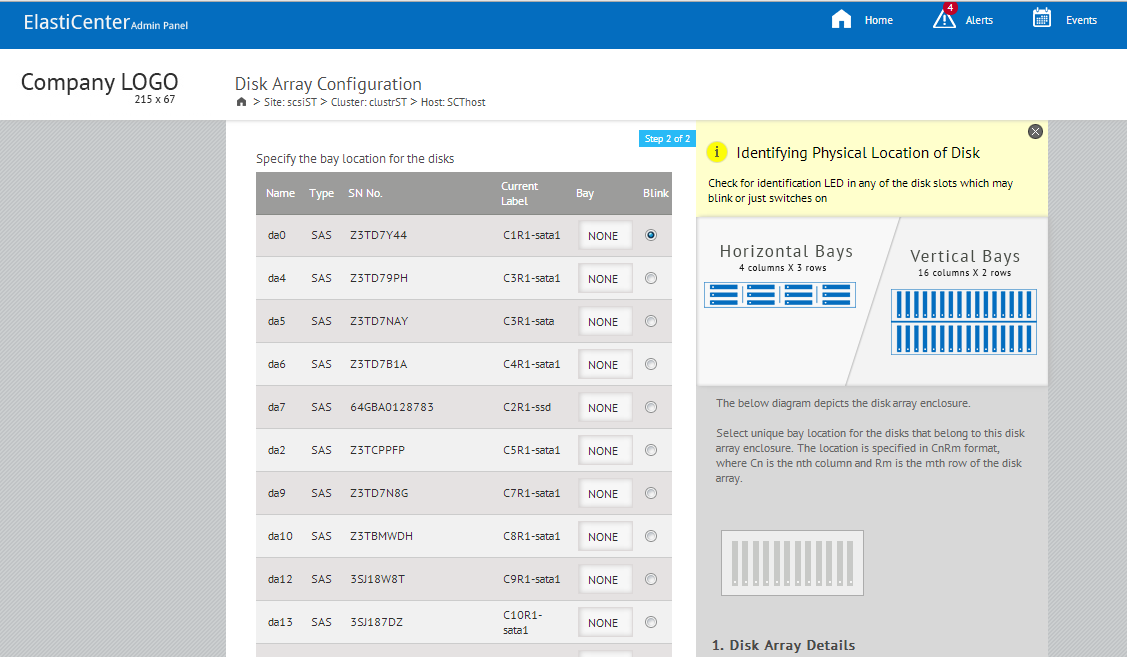 ElastiCenter Admin Panel
Home
4
Alerts
Events
Company LOGO
215 x 67
Disk Array Configuration
> Site: scsiST > Cluster: clustrST > Host: SCThost
Step 2 of 2
Specify the bay location for the disks
Name Type SN No. Current Label Bay Blink
da0 SAS Z3TD7Y44 C1R1-sata1 NONE
da4 SAS Z3TD79PH C3R1-sata1 NONE
da5 SAS Z3TD7NAY C3R1-sata NONE
da6 SAS Z3TD7B1A C4R1-sata1 NONE
da7 SAS 64GBA0128783 C2R1-ssd NONE
da2 SAS Z3TCPPFP C5R1-sata1 NONE
da9 SAS Z3TD7N8G C7R1-sata1 NONE
da10 SAS Z3TBMWDH C8R1-sata1 NONE
da12 SAS 3SJ18W8T C9R1-sata1 NONE
da13 SAS 3SJ187DZ C10R1-sata1 NONE
i Identifying Physical Location of Disk
Check for identification LED in any of the disk slots which may
blink or just switches on
Horizontal Bays
4 columns X 3 rows
Vertical Bays
16 columns X 2 rows
The below diagram depicts the disk array enclosure.
Select unique bay location for the disks that belong to this disk
array enclosure. The location is specified in CnRm format,
where Cn is the nth column and Rm is the mth row of the disk
array.
1. Disk Array Details